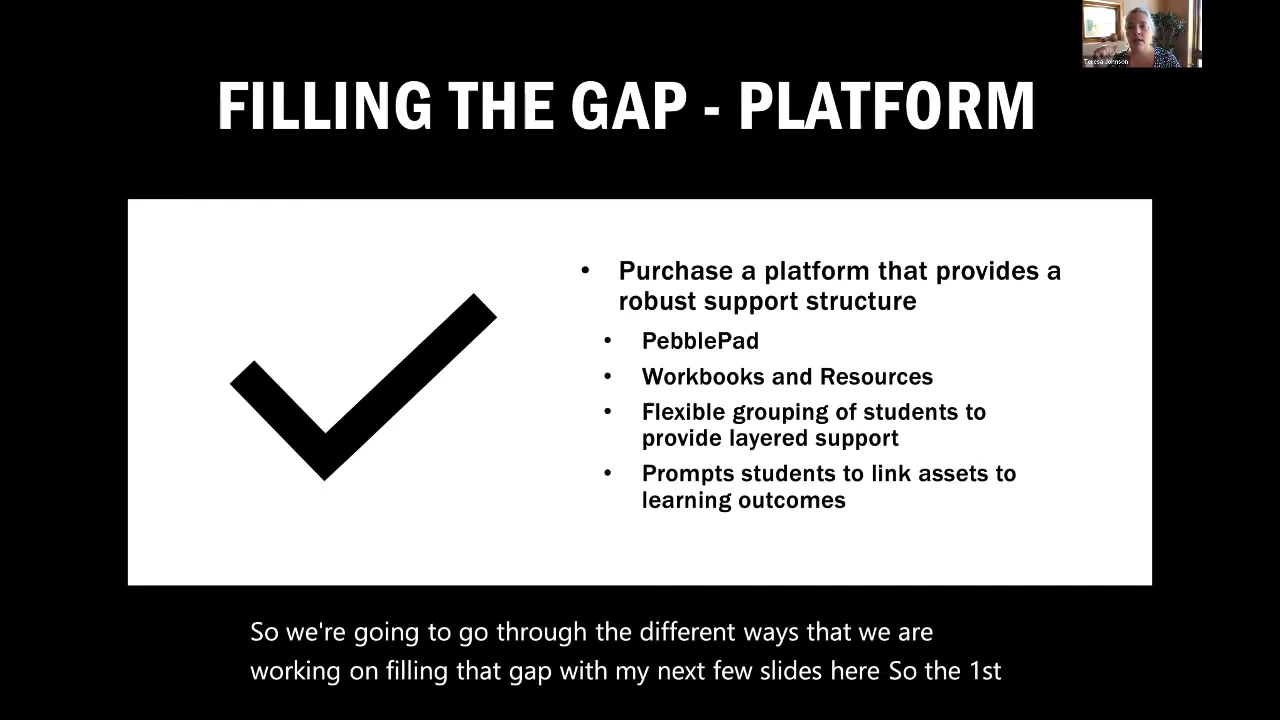 Teresa Johnson
FILLING THE GAP - PLATFORM
• Purchase a platform that provides a
robust support structure
• PebblePad
• Workbooks and Resources
• Flexible grouping of students to
provide layered support
• Prompts students to link assets to
learning outcomes
So we're going to go through the different ways that we are
working on filling that gap with my next few slides here So the 1st